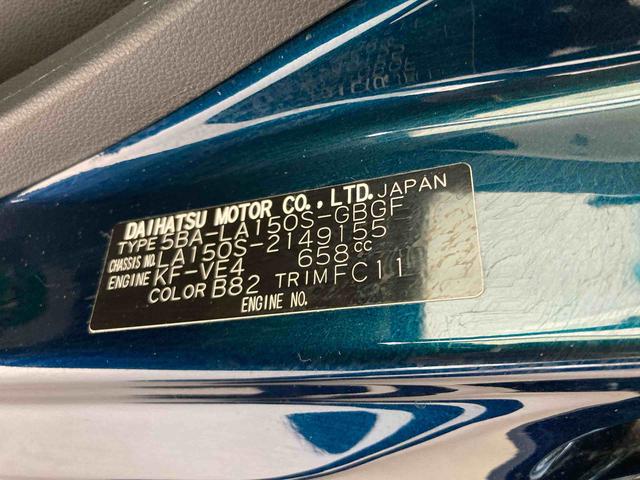 DAIHATSU MOTOR CO., LTD. JAPAN
TYPE 5BA-LA150S-GBGF
CHASSIS NO. LA150S-2149155
ENGINE KF-VE4 658cc
COLOR B82 TRIM FC11
ENGINE NO.